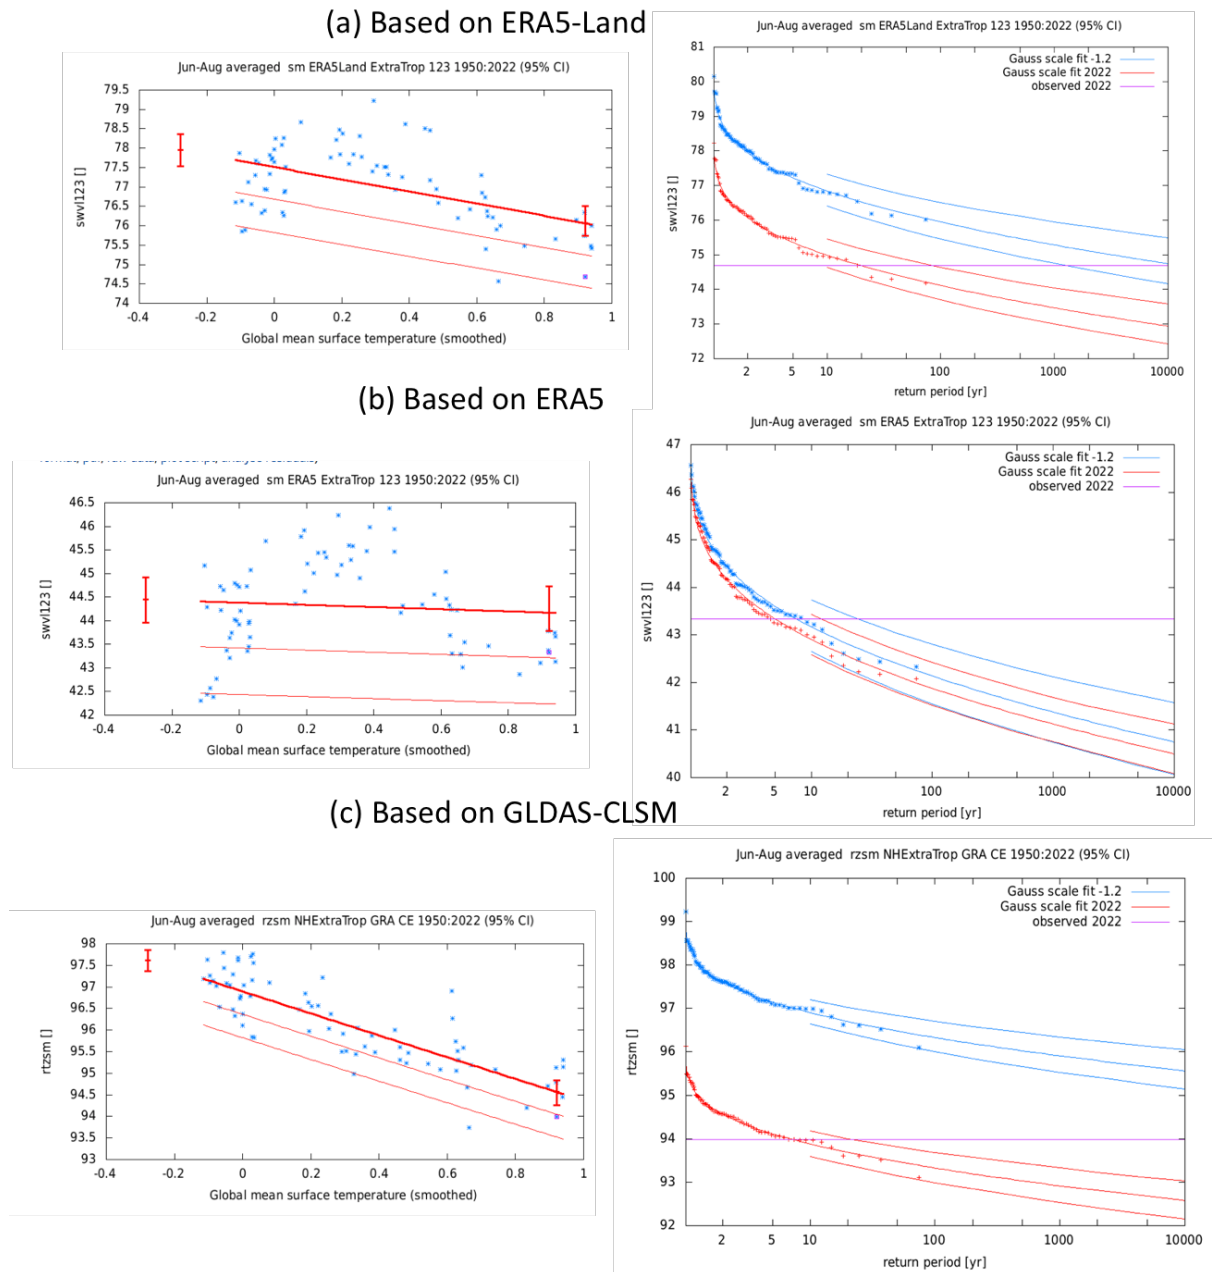 (a) Based on ERA5-Land
Jun-Aug averaged sm ERA5Land ExtraTrop 123 1950:2022 (95% CI)
79.5
79
78.5
78
77.5
77
76.5
76
75.5
75
74.5
74
swvl123 []
-0.4 -0.2 0 0.2 0.4 0.6 0.8 1
Global mean surface temperature (smoothed)
Jun-Aug averaged sm ERA5Land ExtraTrop 123 1950:2022 (95% CI)
Gauss scale fit -1.2
Gauss scale fit 2022
observed 2022
81
80
79
78
77
76
75
74
73
72
swvl123 []
2 5 10 100 1000 10000
return period [yr]
(b) Based on ERA5
Jun-Aug averaged sm ERA5 ExtraTrop 123 1950:2022 (95% CI)
46.5
46
45.5
45
44.5
44
43.5
43
42.5
42
swvl123 []
-0.4 -0.2 0 0.2 0.4 0.6 0.8 1
Global mean surface temperature (smoothed)
Jun-Aug averaged sm ERA5 ExtraTrop 123 1950:2022 (95% CI)
Gauss scale fit -1.2
Gauss scale fit 2022
observed 2022
47
46
45
44
43
42
41
40
swvl123 []
2 5 10 100 1000 10000
return period [yr]
(c) Based on GLDAS-CLSM
Jun-Aug averaged rzsm NHExtraTrop GRA CE 1950:2022 (95% CI)
98
97.5
97
96.5
96
95.5
95
94.5
94
93.5
93
rtzsm []
-0.4 -0.2 0 0.2 0.4 0.6 0.8 1
Global mean surface temperature (smoothed)
Jun-Aug averaged rzsm NHExtraTrop GRA CE 1950:2022 (95% CI)
Gauss scale fit -1.2
Gauss scale fit 2022
observed 2022
100
99
98
97
96
95
94
93
92
rtzsm []
2 5 10 100 1000 10000
return period [yr]